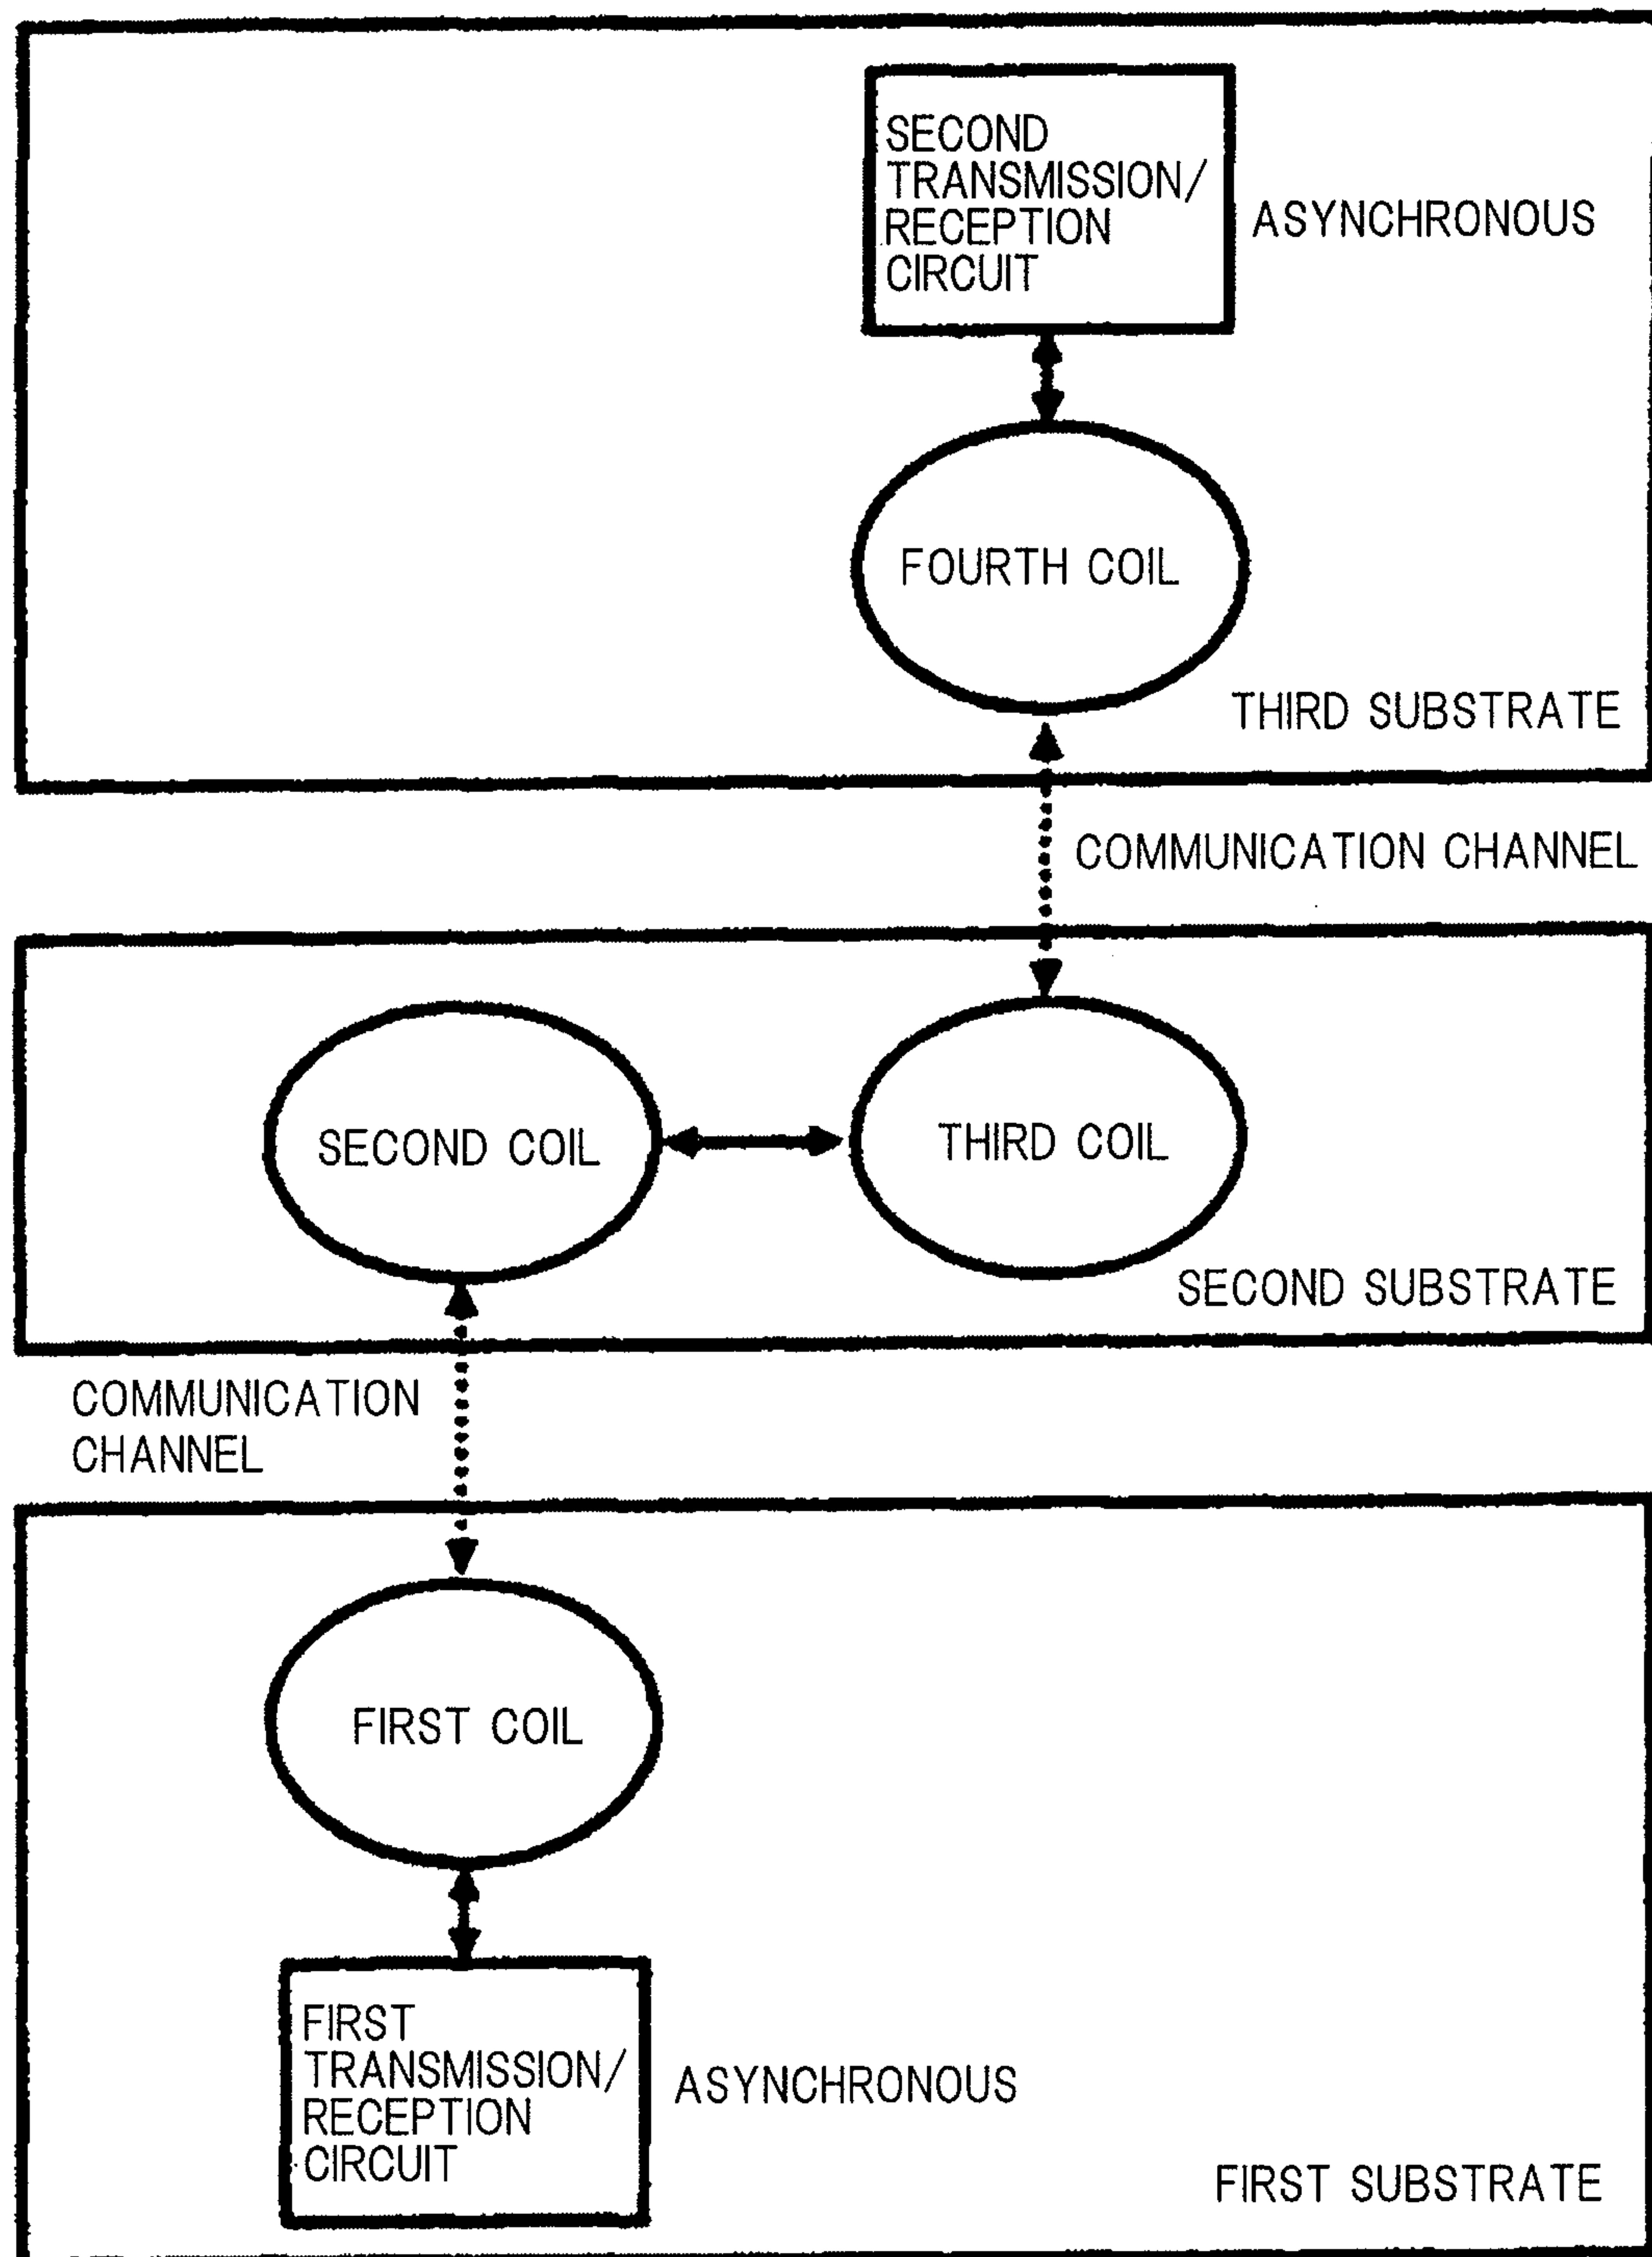 SECOND
TRANSMISSION/
RECEPTION
CIRCUIT
ASYNCHRONOUS
FOURTH COIL
THIRD SUBSTRATE
COMMUNICATION CHANNEL
SECOND COIL
THIRD COIL
SECOND SUBSTRATE
COMMUNICATION
CHANNEL
FIRST COIL
FIRST
TRANSMISSION/
RECEPTION
CIRCUIT
ASYNCHRONOUS
FIRST SUBSTRATE